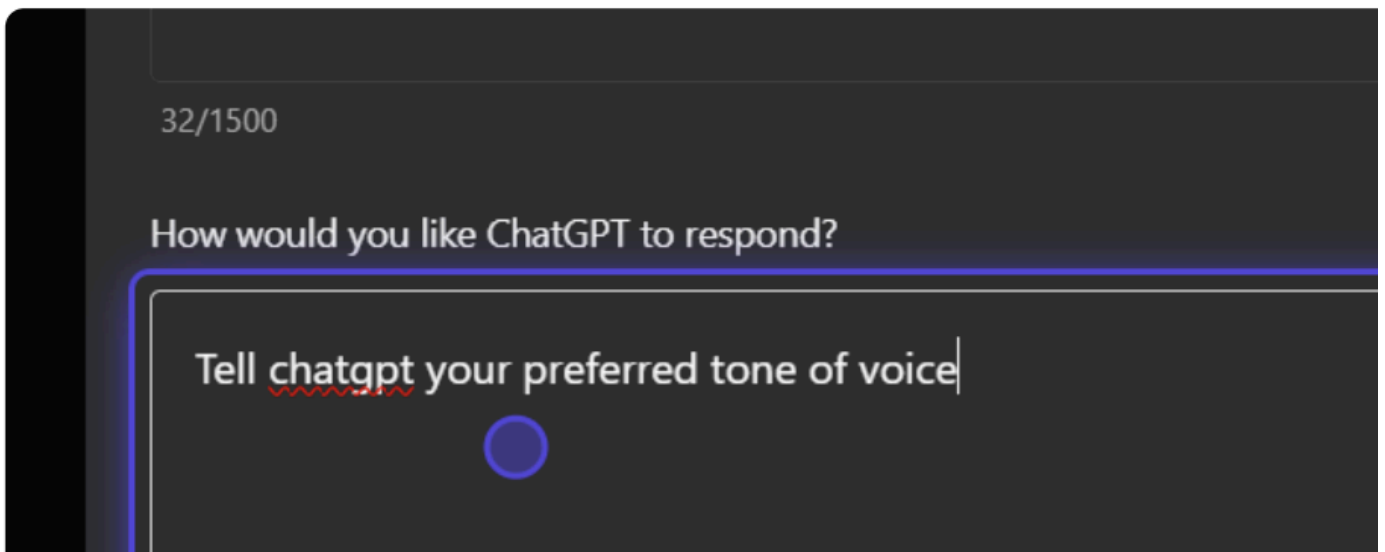 32/1500
How would you like ChatGPT to respond?
Tell chatgpt your preferred tone of voice